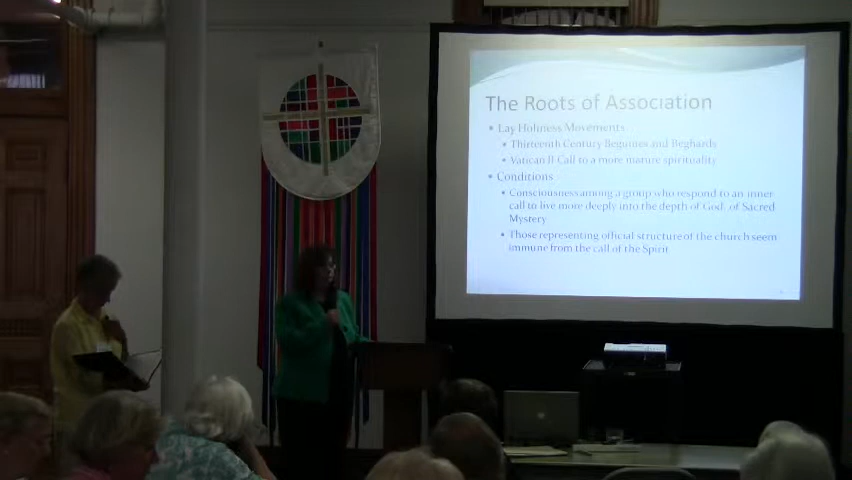 The Roots of Association
Lay Holiness Movements
Thirteenth Century Beguines and Beghards
Vatican II Call to a more mature spirituality
Conditions
Consciousness among a group who respond to an inner
call to live more deeply into the depth of God, of Sacred
Mystery
Those representing official structure of the church seem
immune from the call of the Spirit